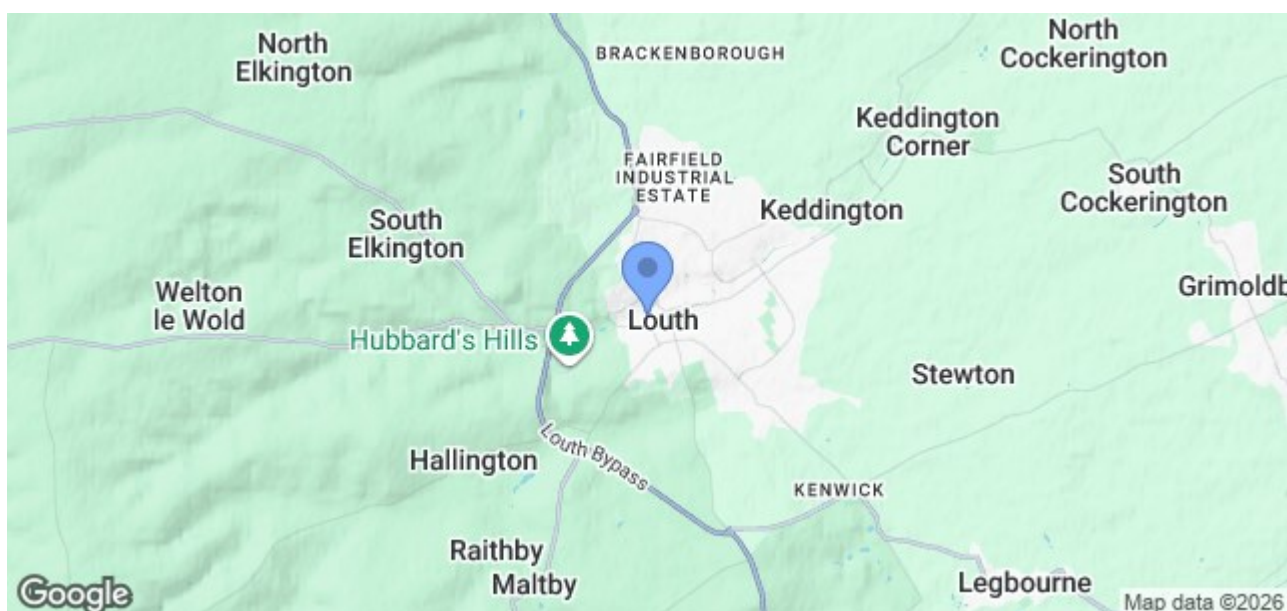 North
Elkington
BRACKENBOROUGH
North
Cockerington
Keddington
Corner
FAIRFIELD
INDUSTRIAL
ESTATE
South
Cockerington
Keddington
South
Elkington
Welton
le Wold
Grimoldb
Louth
Hubbard's Hills
Stewton
Hallington
Louth Bypass
KENWICK
Raithby
Maltby
Legbourne
Google
Map data ©2026